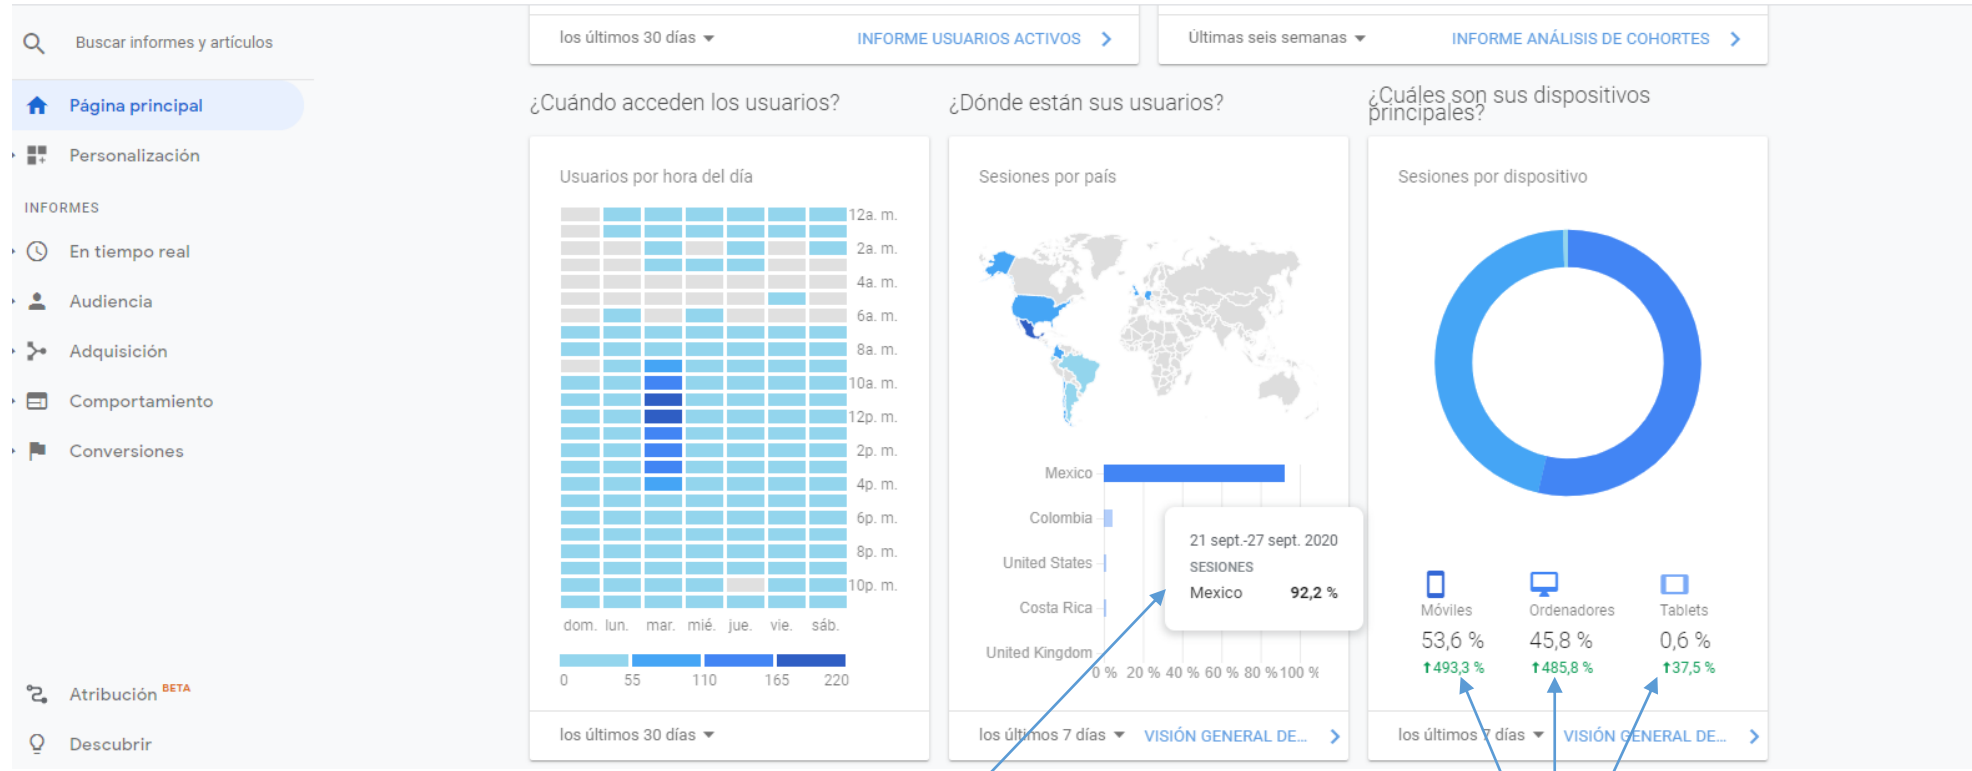 Buscar informes y artículos
Página principal
Personalización
INFORMES
En tiempo real
Audiencia
Adquisición
Comportamiento
Conversiones
Atribución BETA
Descubrir
los últimos 30 días
INFORME USUARIOS ACTIVOS
Últimas seis semanas
INFORME ANÁLISIS DE COHORTES
¿Cuándo acceden los usuarios?
Usuarios por hora del día
12a. m.
2a. m.
4a. m.
6a. m.
8a. m.
10a. m.
12p. m.
2p. m.
4p. m.
6p. m.
8p. m.
10p. m.
dom. lun. mar. mié. jue. vie. sáb.
0 55 110 165 220
los últimos 30 días
¿Dónde están sus usuarios?
Sesiones por país
Mexico
Colombia
United States
Costa Rica
United Kingdom
0 % 20 % 40 % 60 % 80 % 100 %
21 sept.-27 sept. 2020
SESIONES
Mexico 92,2 %
los últimos 7 días
VISIÓN GENERAL DE...
¿Cuáles son sus dispositivos
principales?
Sesiones por dispositivo
Móviles Ordenadores Tablets
53,6 % 45,8 % 0,6 %
493,3 % 485,8 % 37,5 %
los últimos 7 días
VISIÓN GENERAL DE...